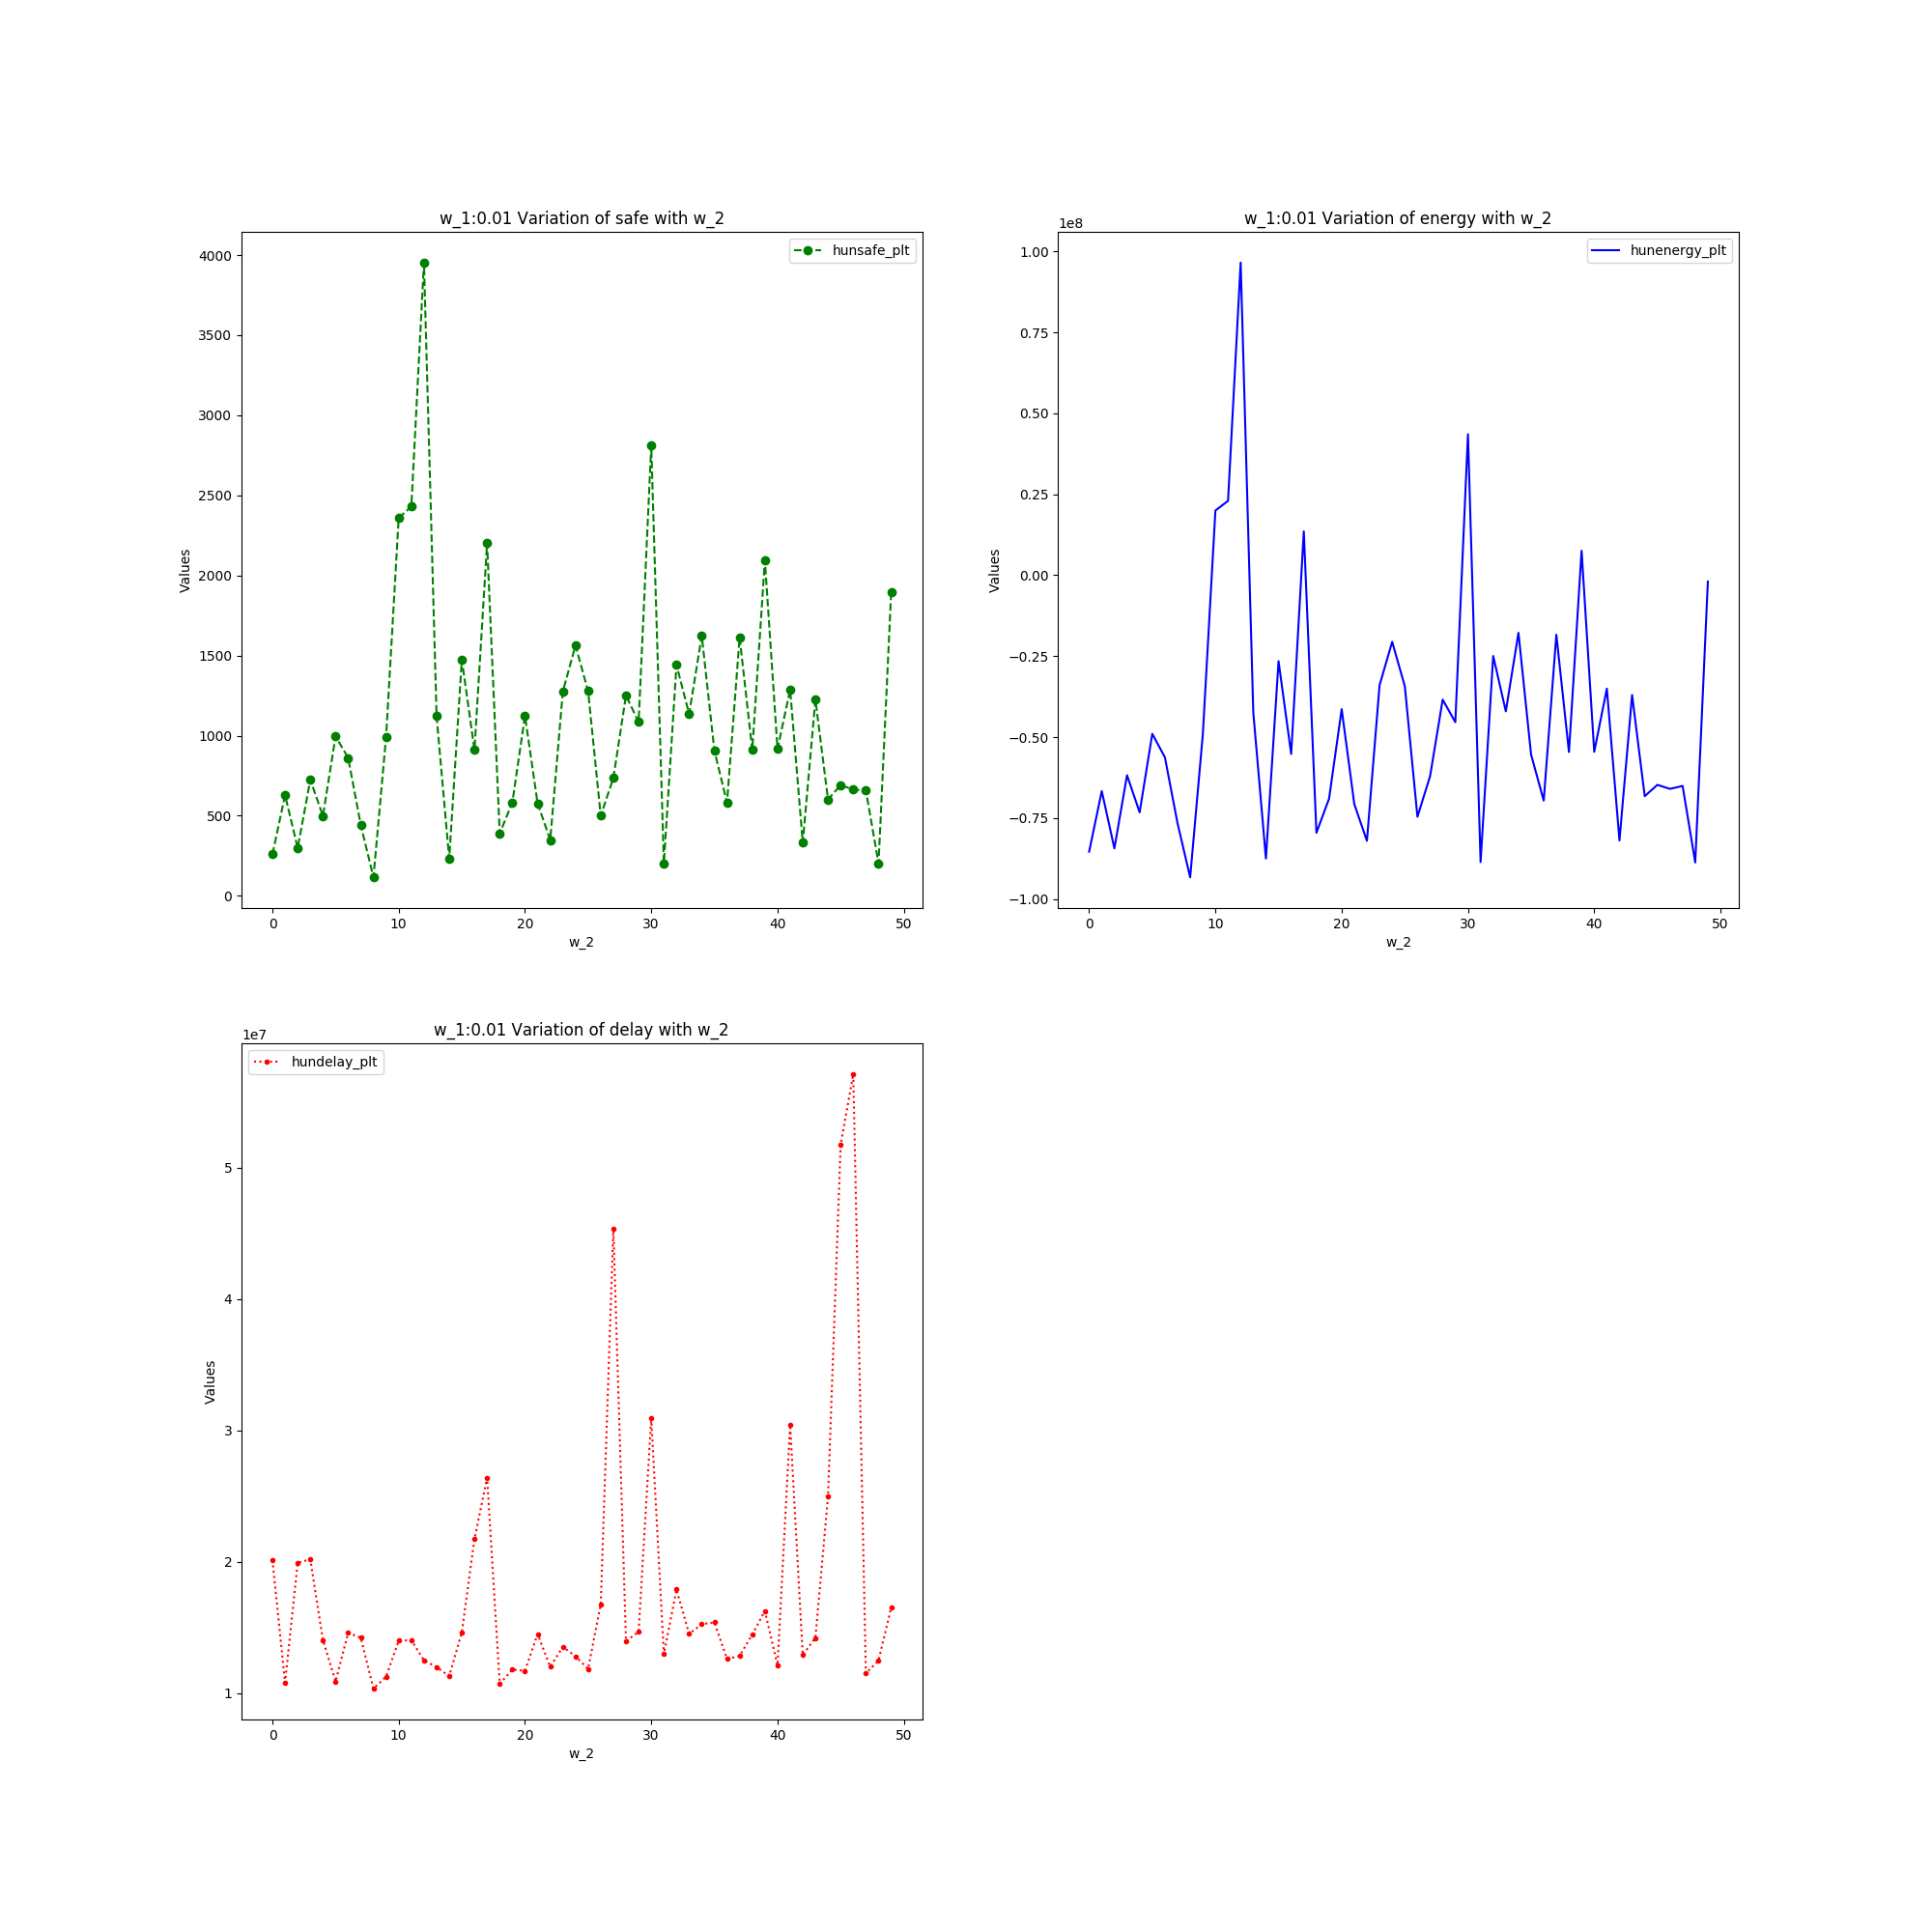 w_1:0.01 Variation of safe with w_2
hunsafe_plt
4000
3500
3000
2500
2000
1500
1000
500
0
Values
0 10 20 30 40 50
w_2
w_1:0.01 Variation of energy with w_2
1e8
hunenergy_plt
1.00
0.75
0.50
0.25
0.00
−0.25
−0.50
−0.75
−1.00
Values
0 10 20 30 40 50
w_2
w_1:0.01 Variation of delay with w_2
1e7
hundelay_plt
5
4
3
2
1
Values
0 10 20 30 40 50
w_2